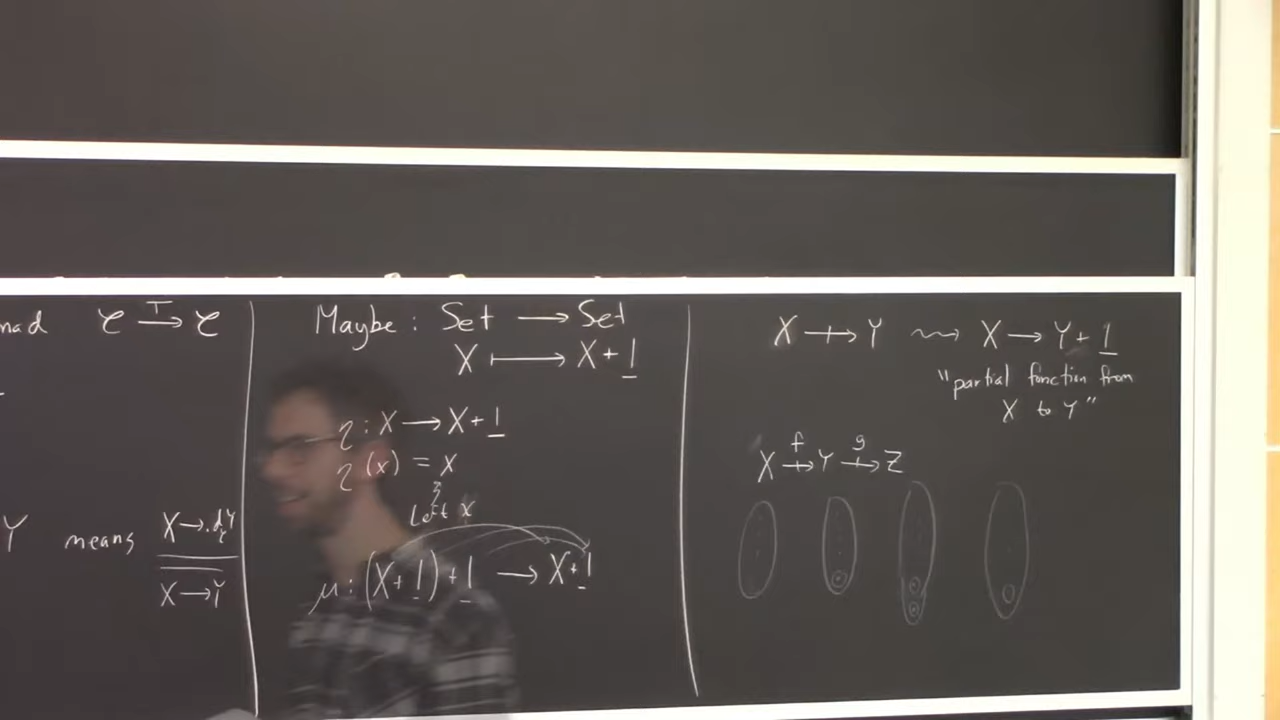 nad 𝒞 —T→ 𝒞
Y means X → Y
X → Y
Maybe : Set ⟶ Set
X ⟼ X + 1
η : X ⟶ X + 1
η (x) = x
Left x
μ : (X + 1) + 1 ⟶ X + 1
X ⇸ Y ⇝ X → Y + 1
"partial function from
X to Y"
f g
X ⇸ Y ⇸ Z